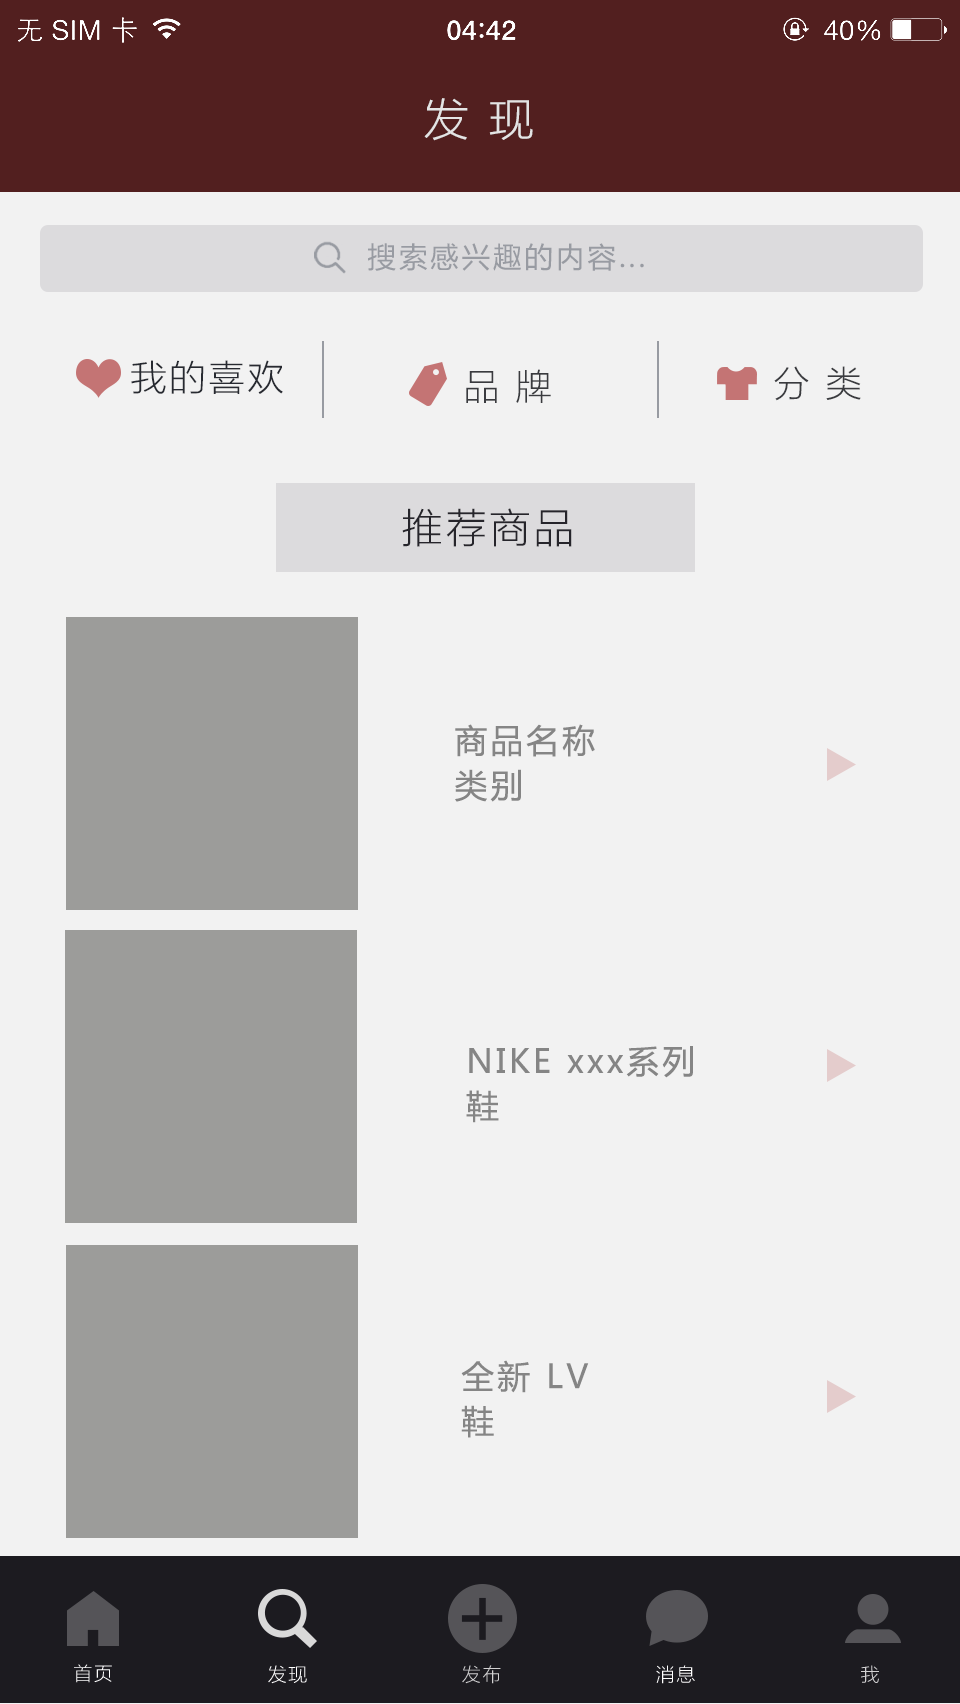 无 SIM 卡 04:42 40%
发 现
搜索感兴趣的内容...
我的喜欢 品 牌 分 类
推荐商品
商品名称
类别
NIKE xxx系列
鞋
全新 LV
鞋
首页 发现 发布 消息 我